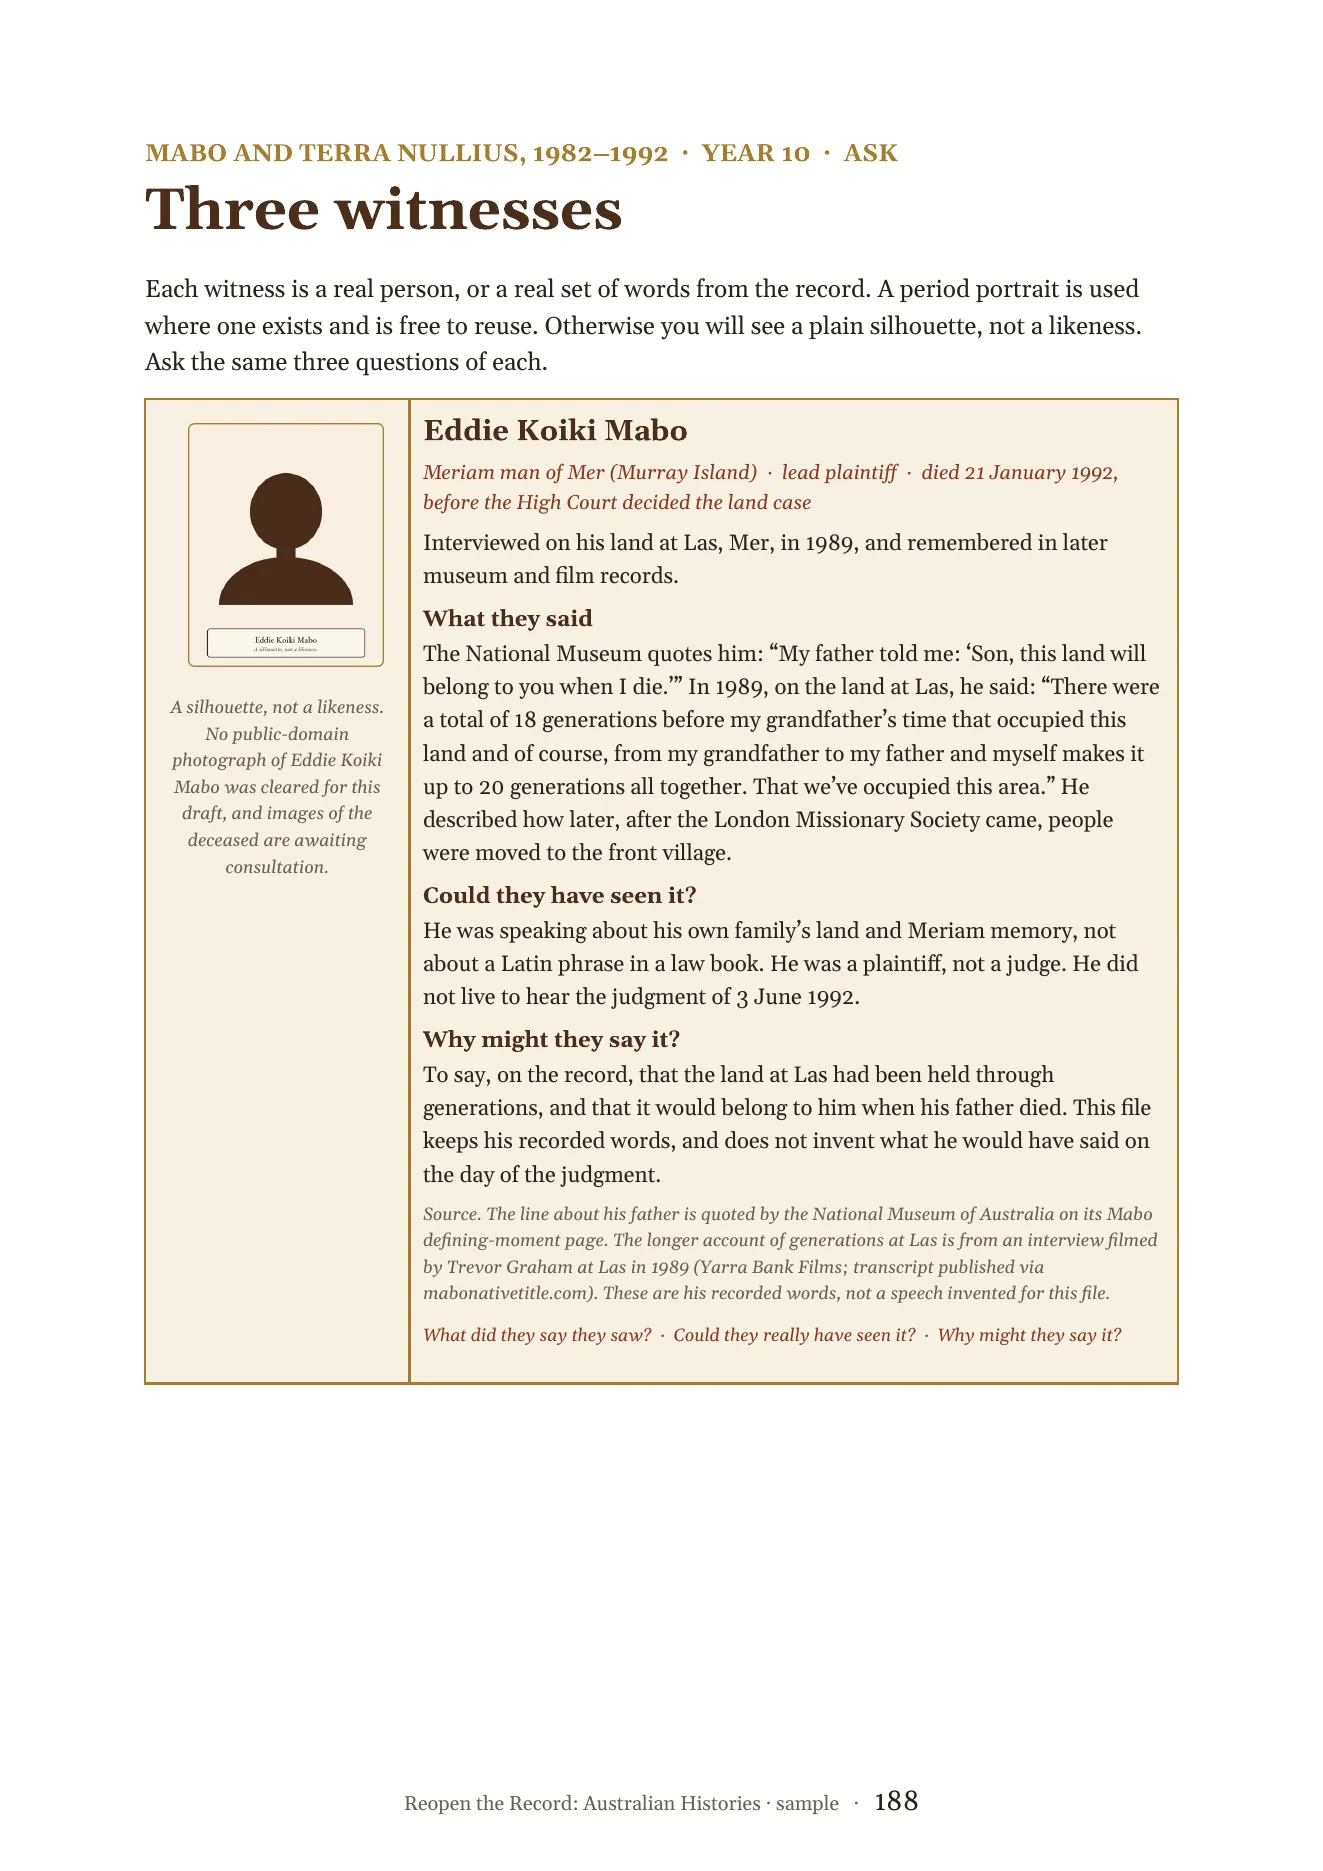 MABO AND TERRA NULLIUS, 1982–1992 · YEAR 10 · ASK
Three witnesses
Each witness is a real person, or a real set of words from the record. A period portrait is used
where one exists and is free to reuse. Otherwise you will see a plain silhouette, not a likeness.
Ask the same three questions of each.
Eddie Koiki Mabo
A silhouette, not a likeness.
A silhouette, not a likeness.
No public-domain
photograph of Eddie Koiki
Mabo was cleared for this
draft, and images of the
deceased are awaiting
consultation.
Eddie Koiki Mabo
Meriam man of Mer (Murray Island) · lead plaintiff · died 21 January 1992,
before the High Court decided the land case
Interviewed on his land at Las, Mer, in 1989, and remembered in later
museum and film records.
What they said
The National Museum quotes him: “My father told me: ‘Son, this land will
belong to you when I die.’” In 1989, on the land at Las, he said: “There were
a total of 18 generations before my grandfather’s time that occupied this
land and of course, from my grandfather to my father and myself makes it
up to 20 generations all together. That we’ve occupied this area.” He
described how later, after the London Missionary Society came, people
were moved to the front village.
Could they have seen it?
He was speaking about his own family’s land and Meriam memory, not
about a Latin phrase in a law book. He was a plaintiff, not a judge. He did
not live to hear the judgment of 3 June 1992.
Why might they say it?
To say, on the record, that the land at Las had been held through
generations, and that it would belong to him when his father died. This file
keeps his recorded words, and does not invent what he would have said on
the day of the judgment.
Source. The line about his father is quoted by the National Museum of Australia on its Mabo
defining-moment page. The longer account of generations at Las is from an interview filmed
by Trevor Graham at Las in 1989 (Yarra Bank Films; transcript published via
mabonativetitle.com). These are his recorded words, not a speech invented for this file.
What did they say they saw? · Could they really have seen it? · Why might they say it?
Reopen the Record: Australian Histories · sample · 188